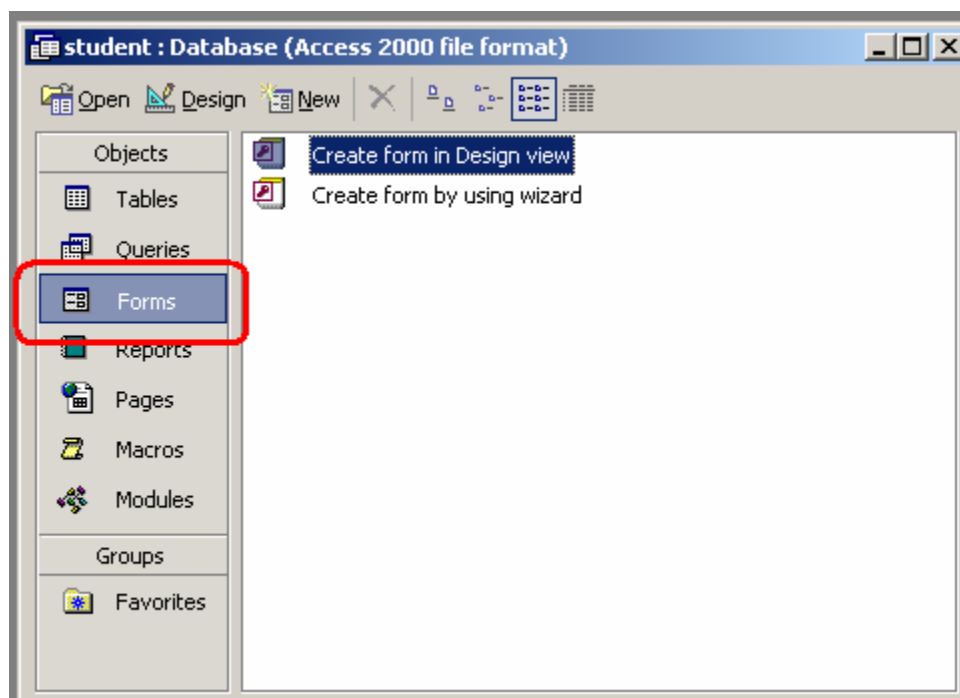 student : Database (Access 2000 file format)
Open Design New
Objects
Create form in Design view
Tables
Create form by using wizard
Queries
Forms
Reports
Pages
Macros
Modules
Groups
Favorites